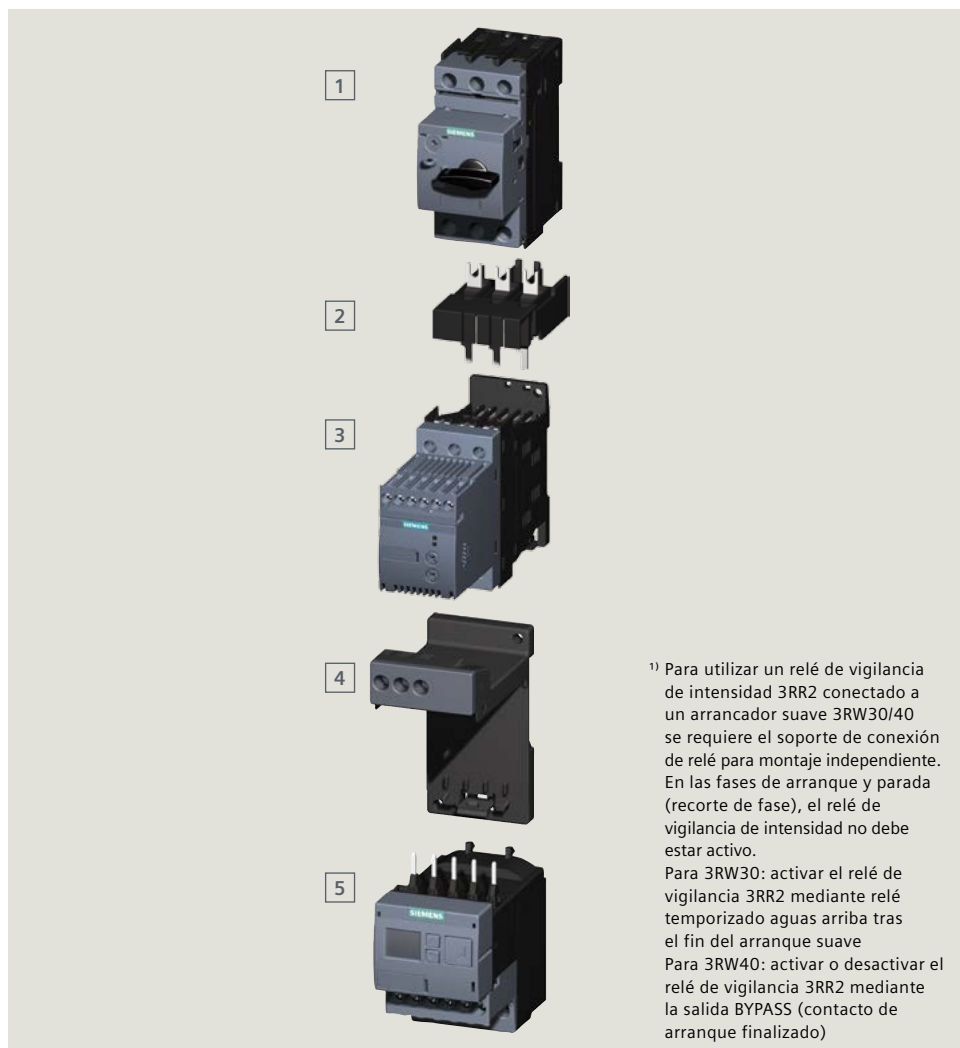 1
SIEMENS
2
3
SIEMENS
4
5
SIEMENS
¹⁾ Para utilizar un relé de vigilancia
de intensidad 3RR2 conectado a
un arrancador suave 3RW30/40
se requiere el soporte de conexión
de relé para montaje independiente.
En las fases de arranque y parada
(recorte de fase), el relé de
vigilancia de intensidad no debe
estar activo.
Para 3RW30: activar el relé de
vigilancia 3RR2 mediante relé
temporizado aguas arriba tras
el fin del arranque suave
Para 3RW40: activar o desactivar el
relé de vigilancia 3RR2 mediante
la salida BYPASS (contacto de
arranque finalizado)